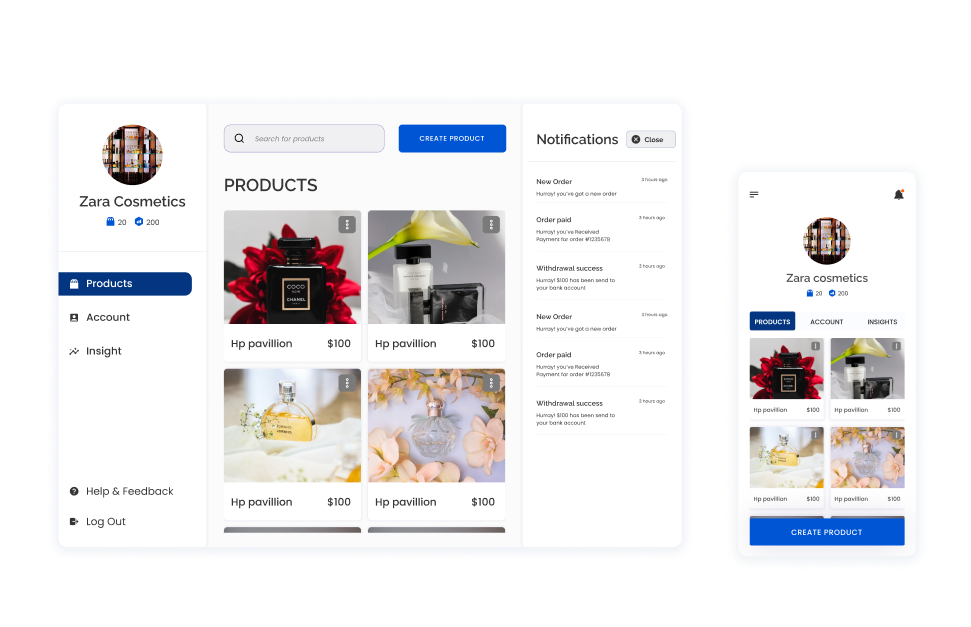 Zara Cosmetics
20
200
Products
Account
Insight
Help & Feedback
Log Out
Search for products
CREATE PRODUCT
PRODUCTS
COCO
NOIR
CHANEL
Hp pavillion
$100
Hp pavillion
$100
Hp pavillion
$100
Hp pavillion
$100
Notifications
Close
New Order
3 hours ago
Hurray! you've got a new order
Order paid
3 hours ago
Hurray! you've Received
Payment for order #1235678
Withdrawal success
3 hours ago
Hurray! $100 has been send to
your bank account
New Order
3 hours ago
Hurray! you've got a new order
Order paid
3 hours ago
Hurray! you've Received
Payment for order #1235678
Withdrawal success
3 hours ago
Hurray! $100 has been send to
your bank account
Zara cosmetics
20
200
PRODUCTS
ACCOUNT
INSIGHTS
Hp pavillion
$100
Hp pavillion
$100
Hp pavillion
$100
Hp pavillion
$100
CREATE PRODUCT